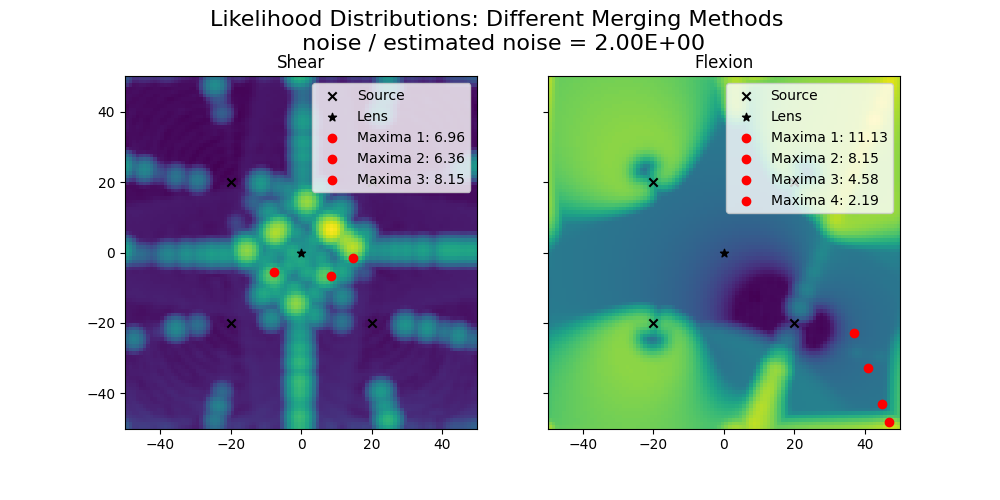 Likelihood Distributions: Different Merging Methods
noise / estimated noise = 2.00E+00
Shear
Flexion
Source
Lens
Maxima 1: 6.96
Maxima 2: 6.36
Maxima 3: 8.15
Source
Lens
Maxima 1: 11.13
Maxima 2: 8.15
Maxima 3: 4.58
Maxima 4: 2.19
40
20
0
−20
−40
−40 −20 0 20 40
−40 −20 0 20 40